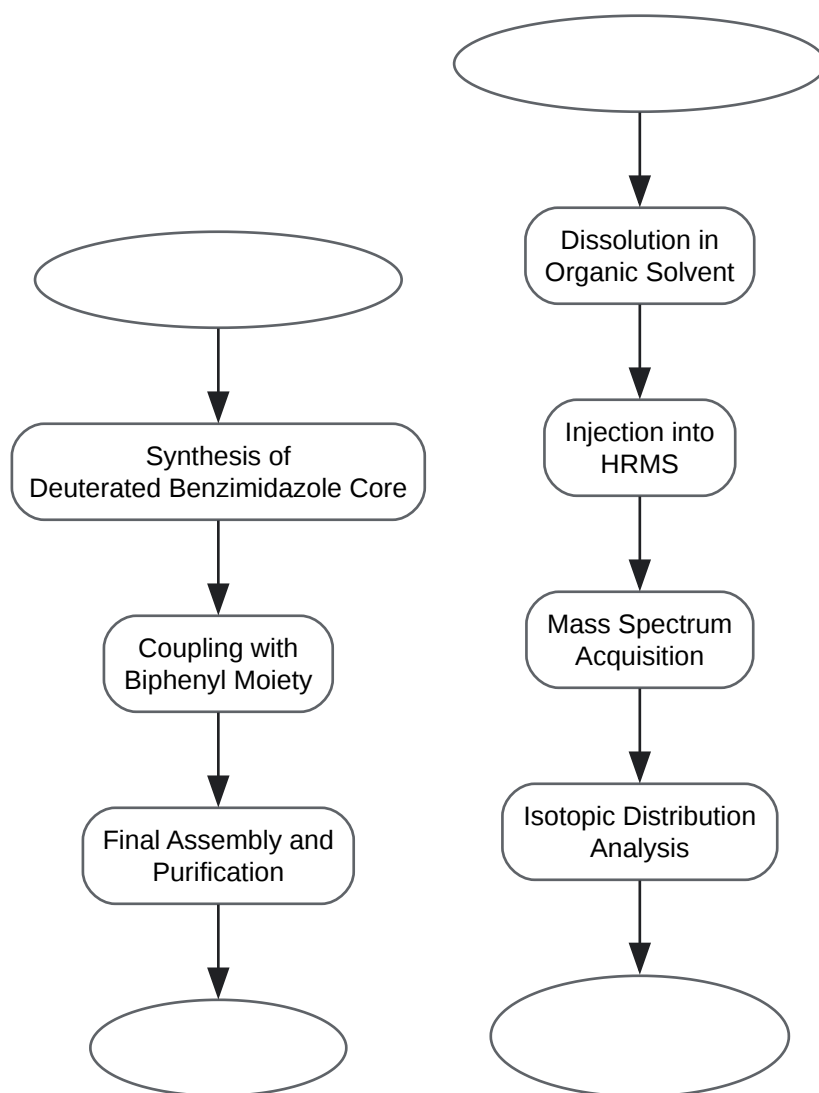 Synthesis of
Deuterated Benzimidazole Core
Coupling with
Biphenyl Moiety
Final Assembly and
Purification
Dissolution in
Organic Solvent
Injection into
HRMS
Mass Spectrum
Acquisition
Isotopic Distribution
Analysis